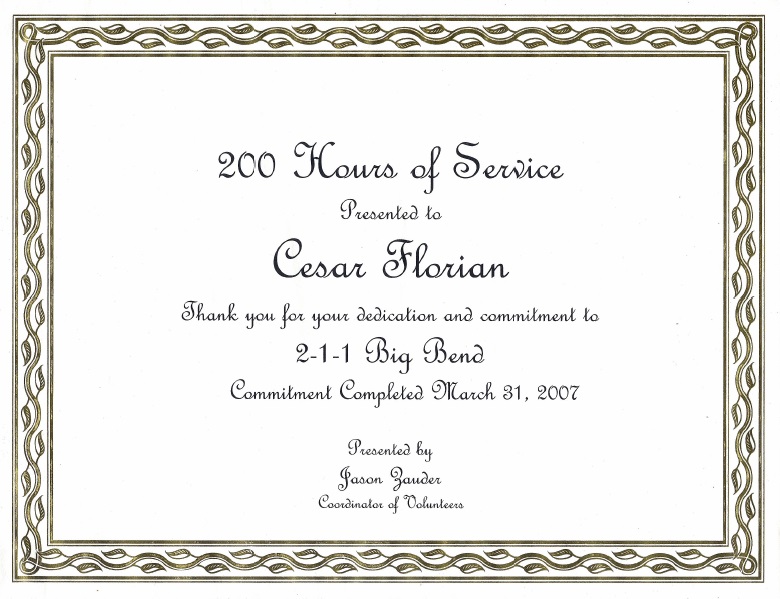 200 Hours of Service
Presented to
Cesar Florian
Thank you for your dedication and commitment to
2-1-1 Big Bend
Commitment Completed March 31, 2007
Presented by
Jason Zauder
Coordinator of Volunteers